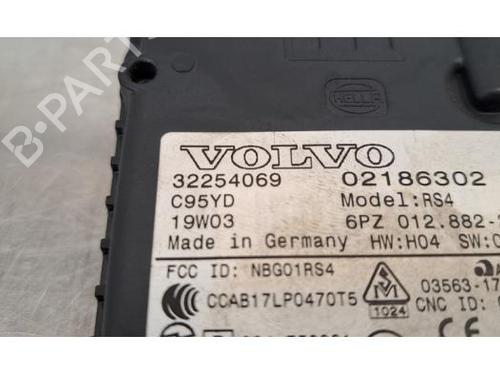 B-PARTS
HELLA
VOLVO
32254069 02186302
C95YD Model:RS4
19W03 6PZ 012.882-
Made in Germany HW:H04 SW:
FCC ID: NBG01RS4
CCAB17LP0470T5 M 03563-17
1024 CNC ID: